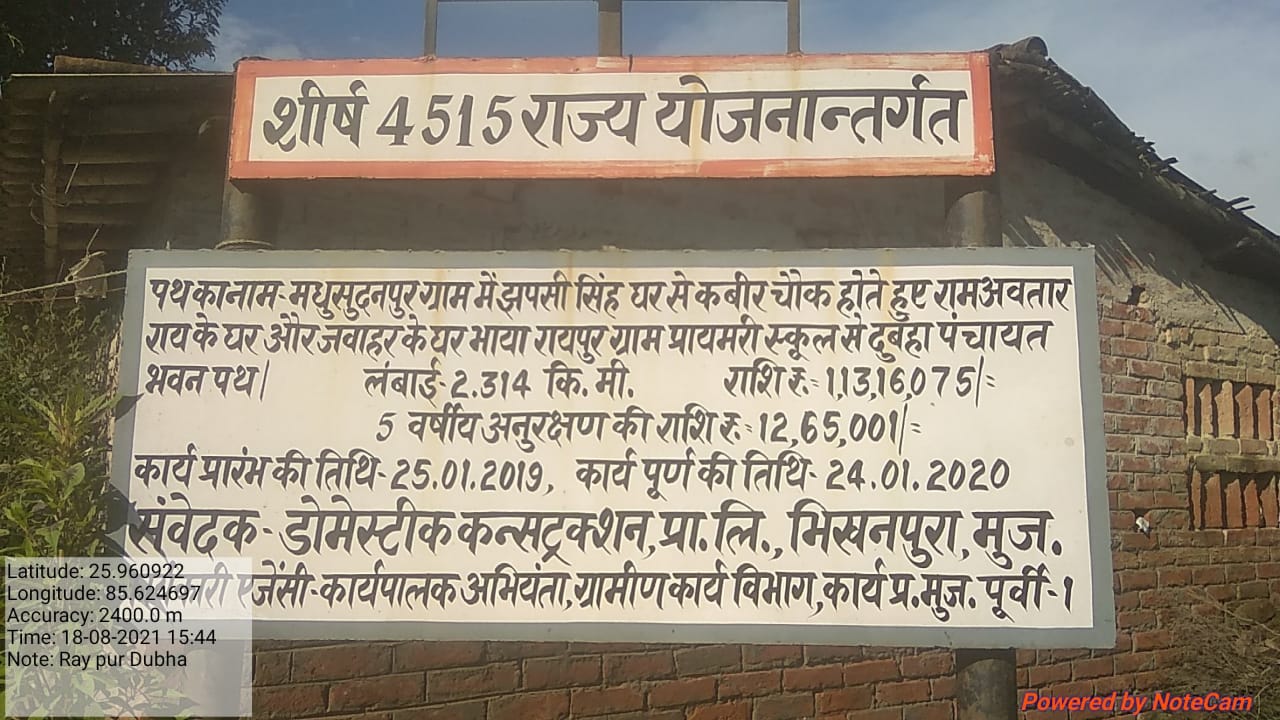 शीर्ष 4515 राज्य योजनान्तर्गत
पथ का नाम- मधुसुदनपुर ग्राम में झपसी सिंह घर से कबीर चौक होते हुए राम अवतार
राय के घर और जवाहर के घर भाया रायपुर ग्राम प्रायमरी स्कूल से दुबहा पंचायत
भवन पथ। लंबाई- 2.314 कि. मी. राशि रु.:- 1,13,16,075/=
5 वर्षीय अनुरक्षण की राशि रु.:- 12,65,001/=
कार्य प्रारंभ की तिथि- 25.01.2019, कार्य पूर्ण की तिथि- 24.01.2020
संवेदक- डोमेस्टीक कन्सट्रक्शन, प्रा. लि., भिखनपुरा, मुज.
एजेंसी- कार्यपालक अभियंता, ग्रामीण कार्य विभाग, कार्य प्र. मुज. पूर्वी-1
Latitude: 25.960922
Longitude: 85.624697
Accuracy: 2400.0 m
Time: 18-08-2021 15:44
Note: Ray pur Dubha
Powered by NoteCam